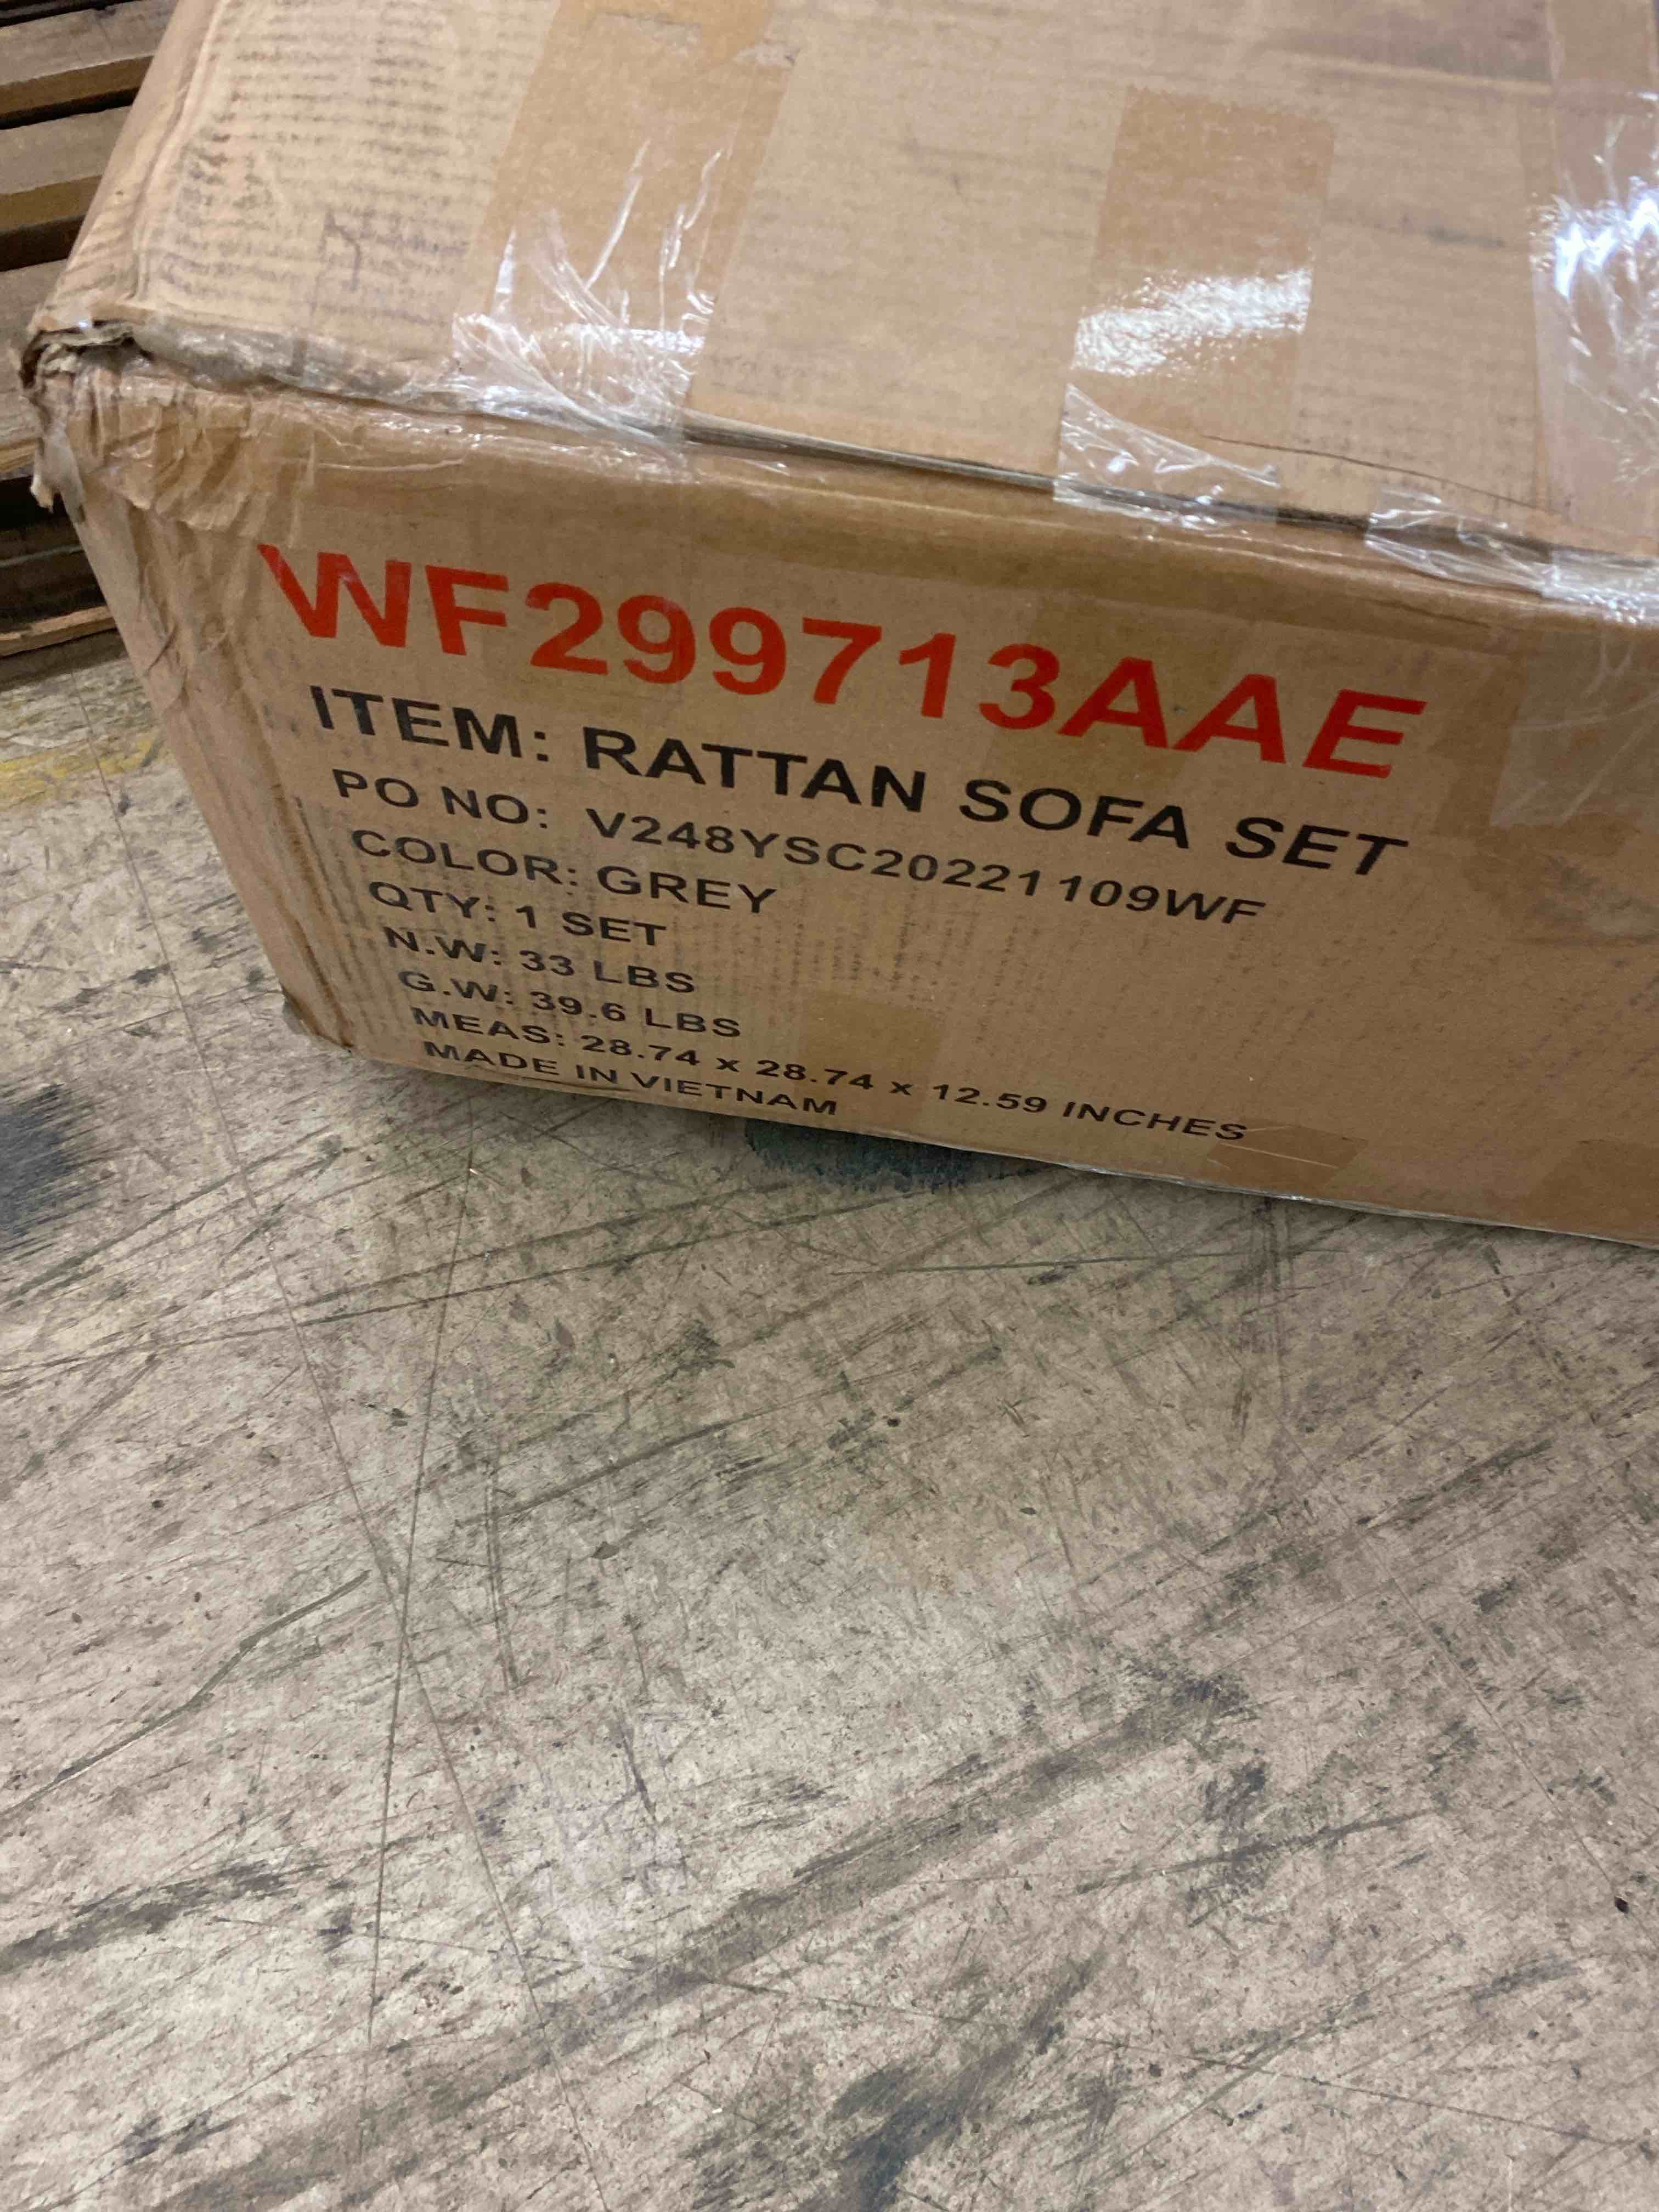 WF299713AAE
ITEM: RATTAN SOFA SET
PO NO: V248YSC20221109WF
COLOR: GREY
QTY: 1 SET
N.W: 33 LBS
G.W: 39.6 LBS
MEAS: 28.74 x 28.74 x 12.59 INCHES
MADE IN VIETNAM